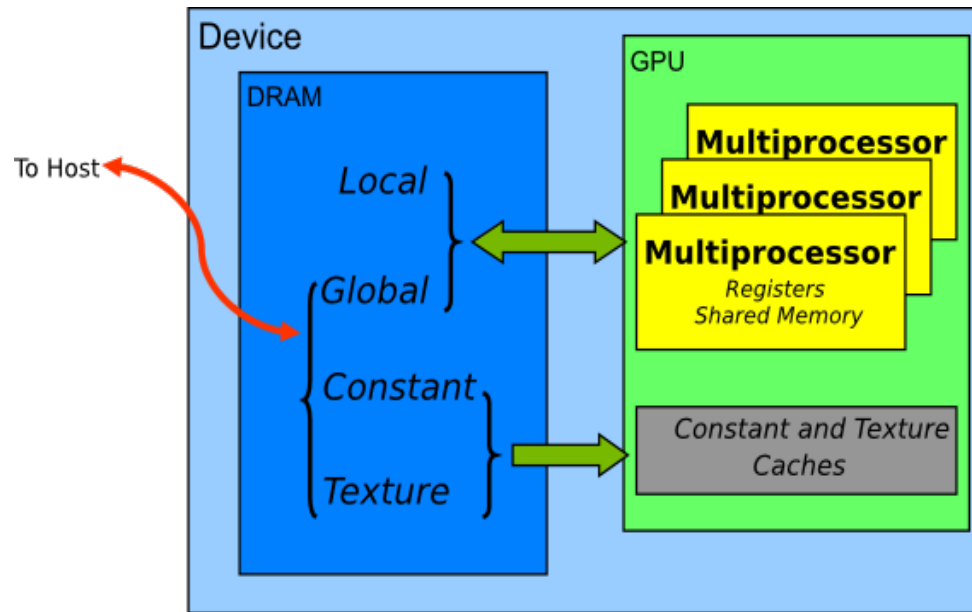 Device
GPU
DRAM
To Host
Local
Global
Constant
Texture
Multiprocessor
Multiprocessor
Multiprocessor
Registers
Shared Memory
Constant and Texture
Caches